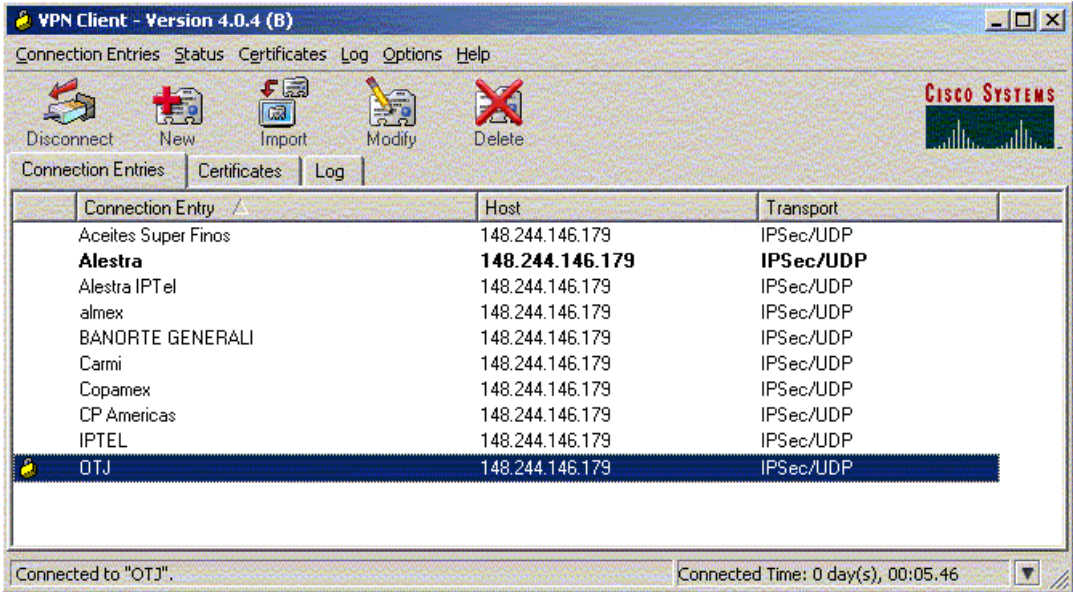 VPN Client - Version 4.0.4 (B)
Connection Entries Status Certificates Log Options Help
Disconnect New Import Modify Delete
CISCO SYSTEMS
Connection Entries Certificates Log
Connection Entry Host Transport
Aceites Super Finos 148.244.146.179 IPSec/UDP
Alestra 148.244.146.179 IPSec/UDP
Alestra IPTel 148.244.146.179 IPSec/UDP
almex 148.244.146.179 IPSec/UDP
BANORTE GENERALI 148.244.146.179 IPSec/UDP
Carmi 148.244.146.179 IPSec/UDP
Copamex 148.244.146.179 IPSec/UDP
CP Americas 148.244.146.179 IPSec/UDP
IPTEL 148.244.146.179 IPSec/UDP
OTJ 148.244.146.179 IPSec/UDP
Connected to "OTJ". Connected Time: 0 day(s), 00:05.46